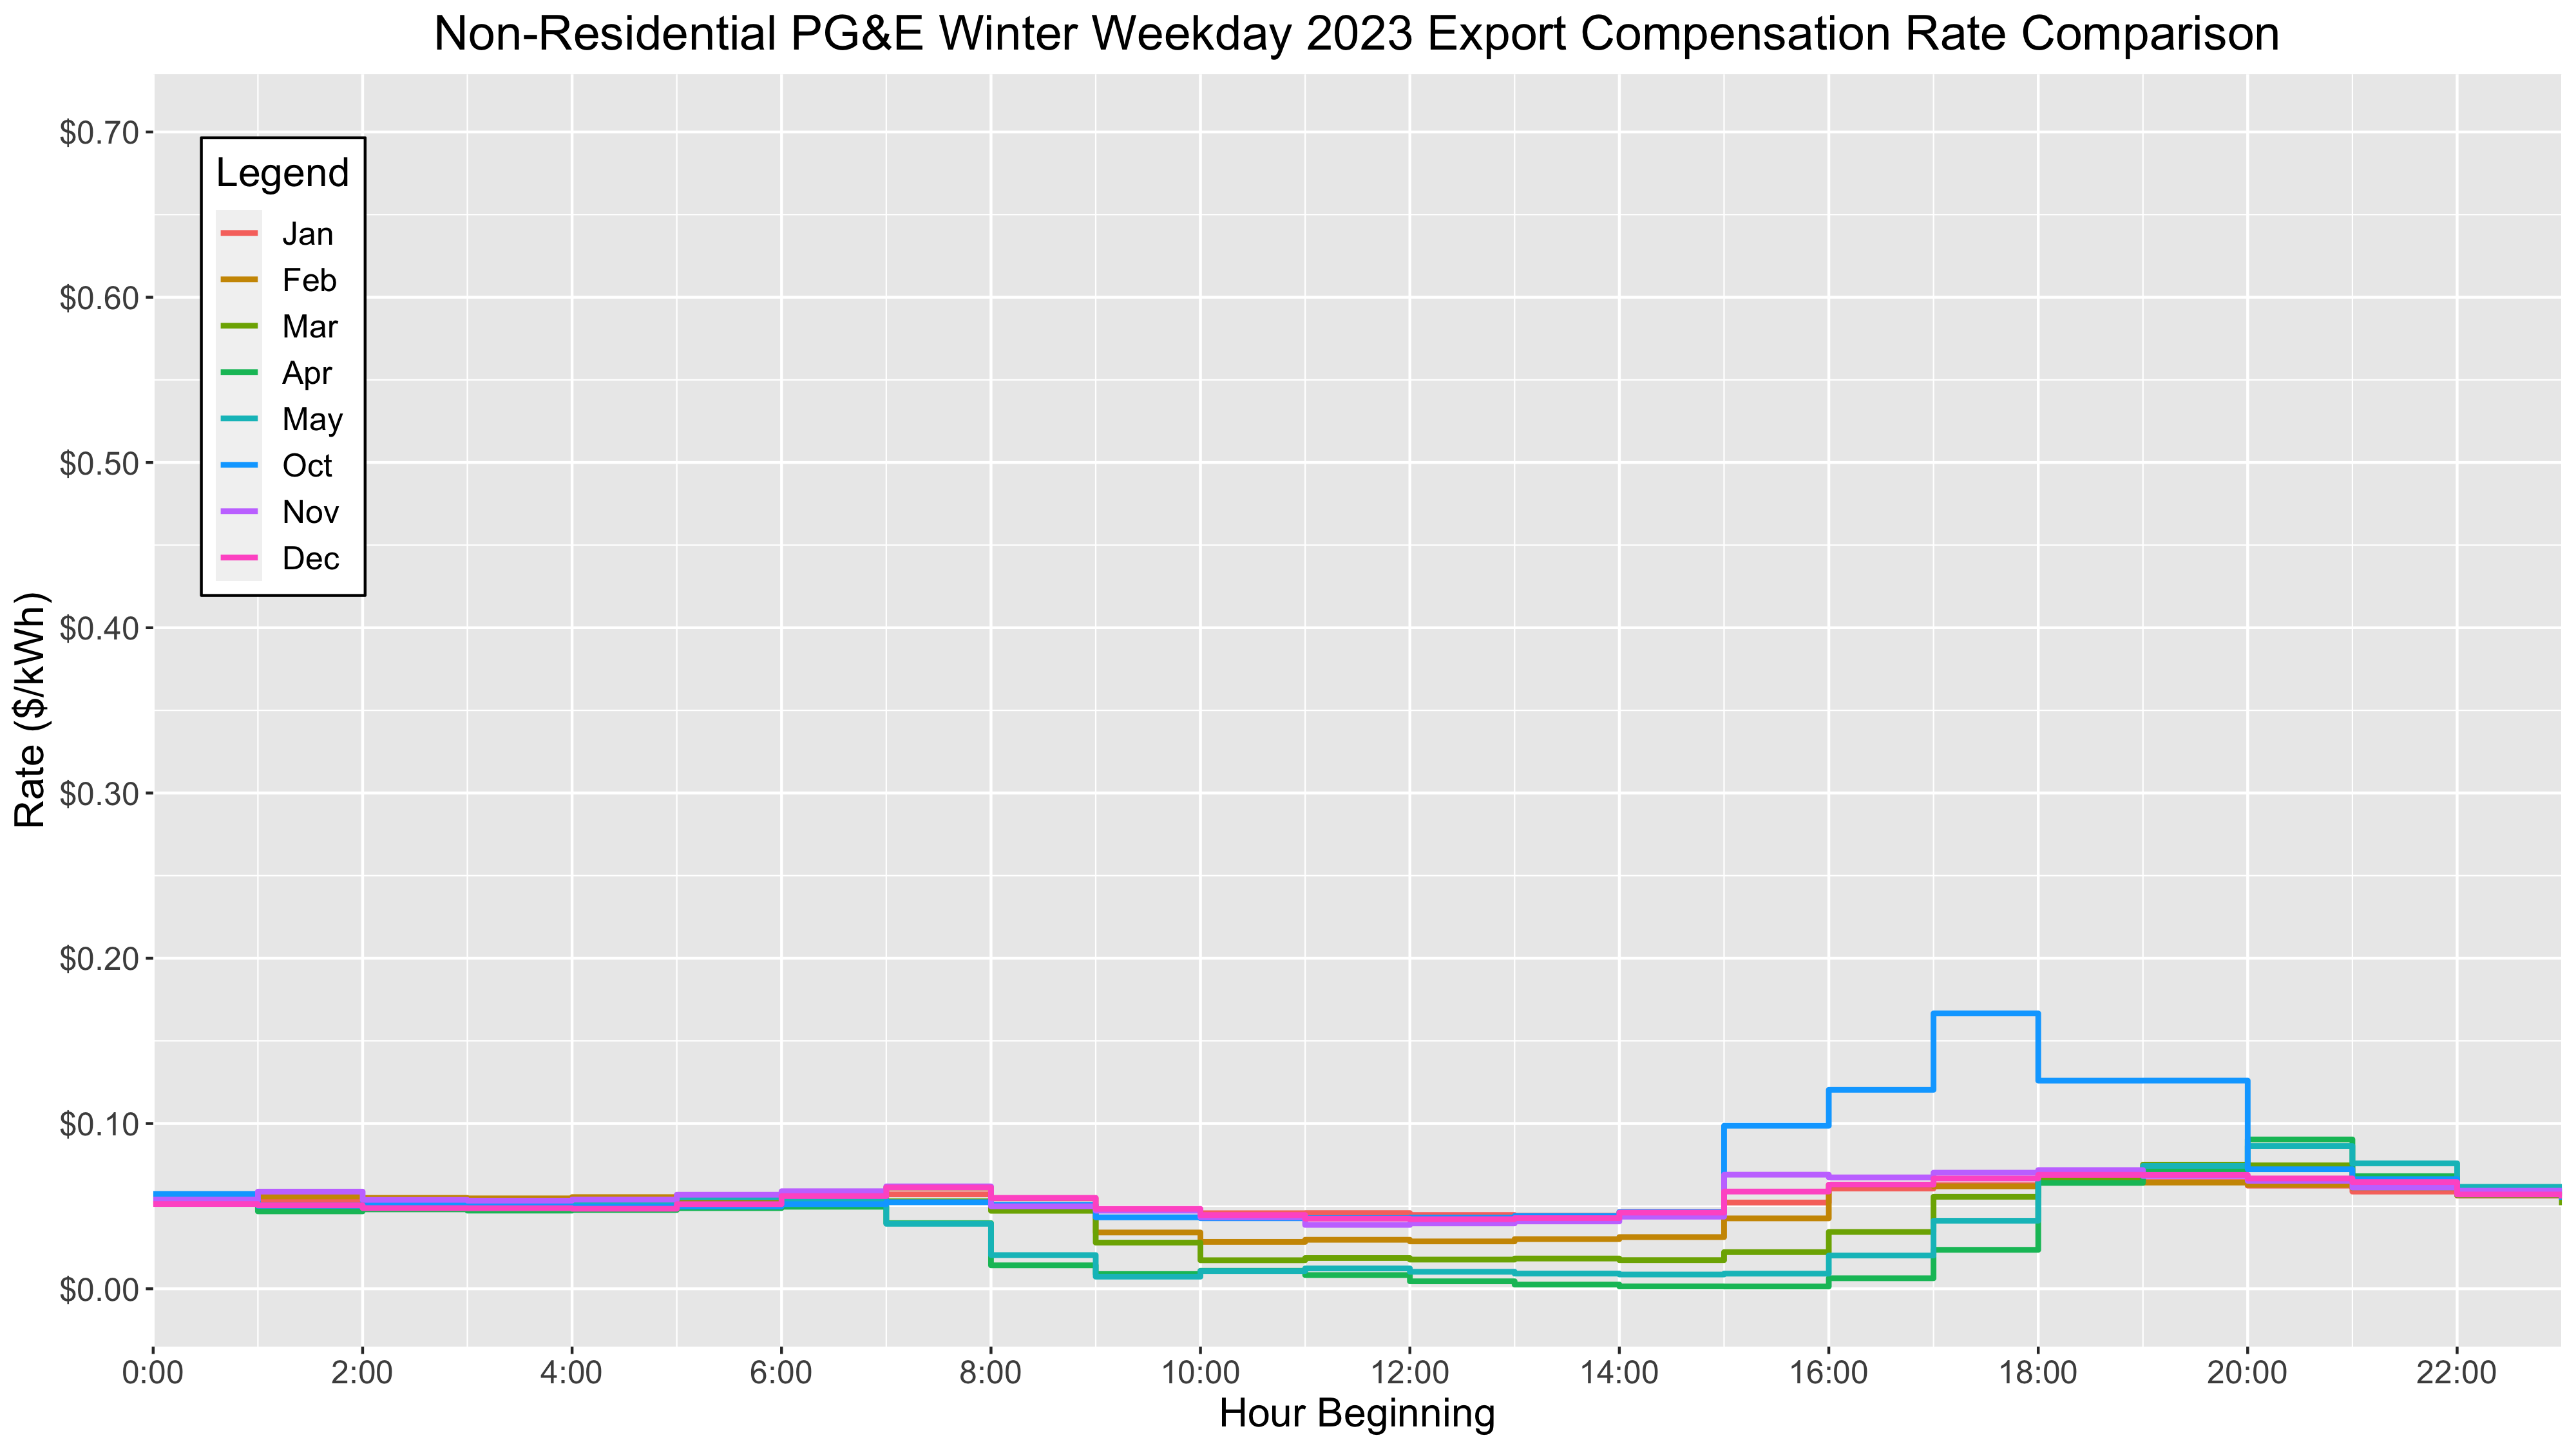 Non-Residential PG&E Winter Weekday 2023 Export Compensation Rate Comparison
$0.70
$0.60
$0.50
$0.40
$0.30
$0.20
$0.10
$0.00
Rate ($/kWh)
Legend
Jan
Feb
Mar
Apr
May
Oct
Nov
Dec
0:00 2:00 4:00 6:00 8:00 10:00 12:00 14:00 16:00 18:00 20:00 22:00
Hour Beginning